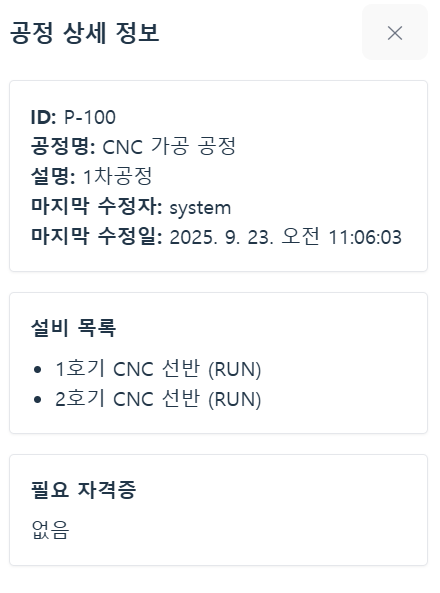 공정 상세 정보
ID: P-100
공정명: CNC 가공 공정
설명: 1차공정
마지막 수정자: system
마지막 수정일: 2025. 9. 23. 오전 11:06:03
설비 목록
• 1호기 CNC 선반 (RUN)
• 2호기 CNC 선반 (RUN)
필요 자격증
없음